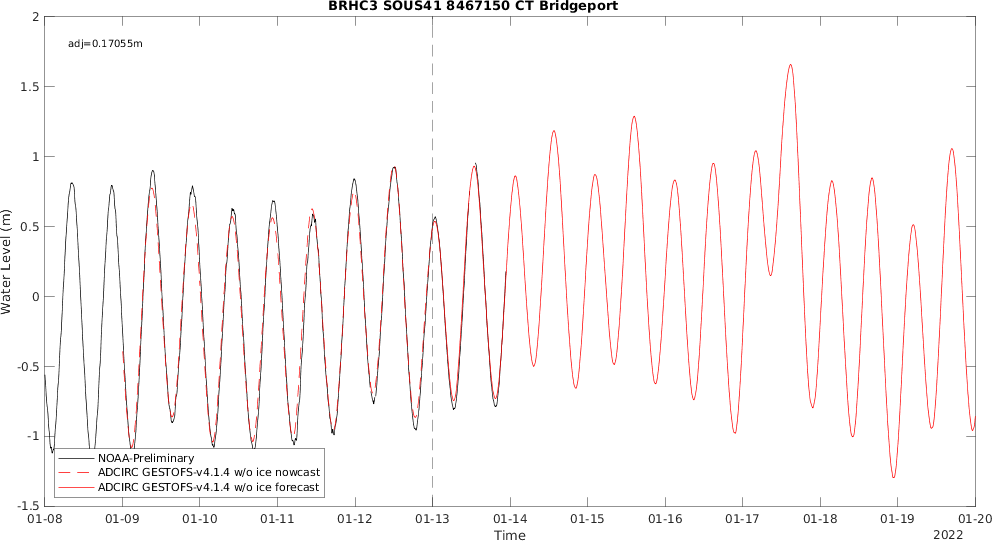 BRHC3 SOUS41 8467150 CT Bridgeport
adj=0.17055m
2
1.5
1
0.5
0
-0.5
-1
-1.5
Water Level (m)
NOAA-Preliminary
ADCIRC GESTOFS-v4.1.4 w/o ice nowcast
ADCIRC GESTOFS-v4.1.4 w/o ice forecast
01-08 01-09 01-10 01-11 01-12 01-13 01-14 01-15 01-16 01-17 01-18 01-19 01-20
Time
2022